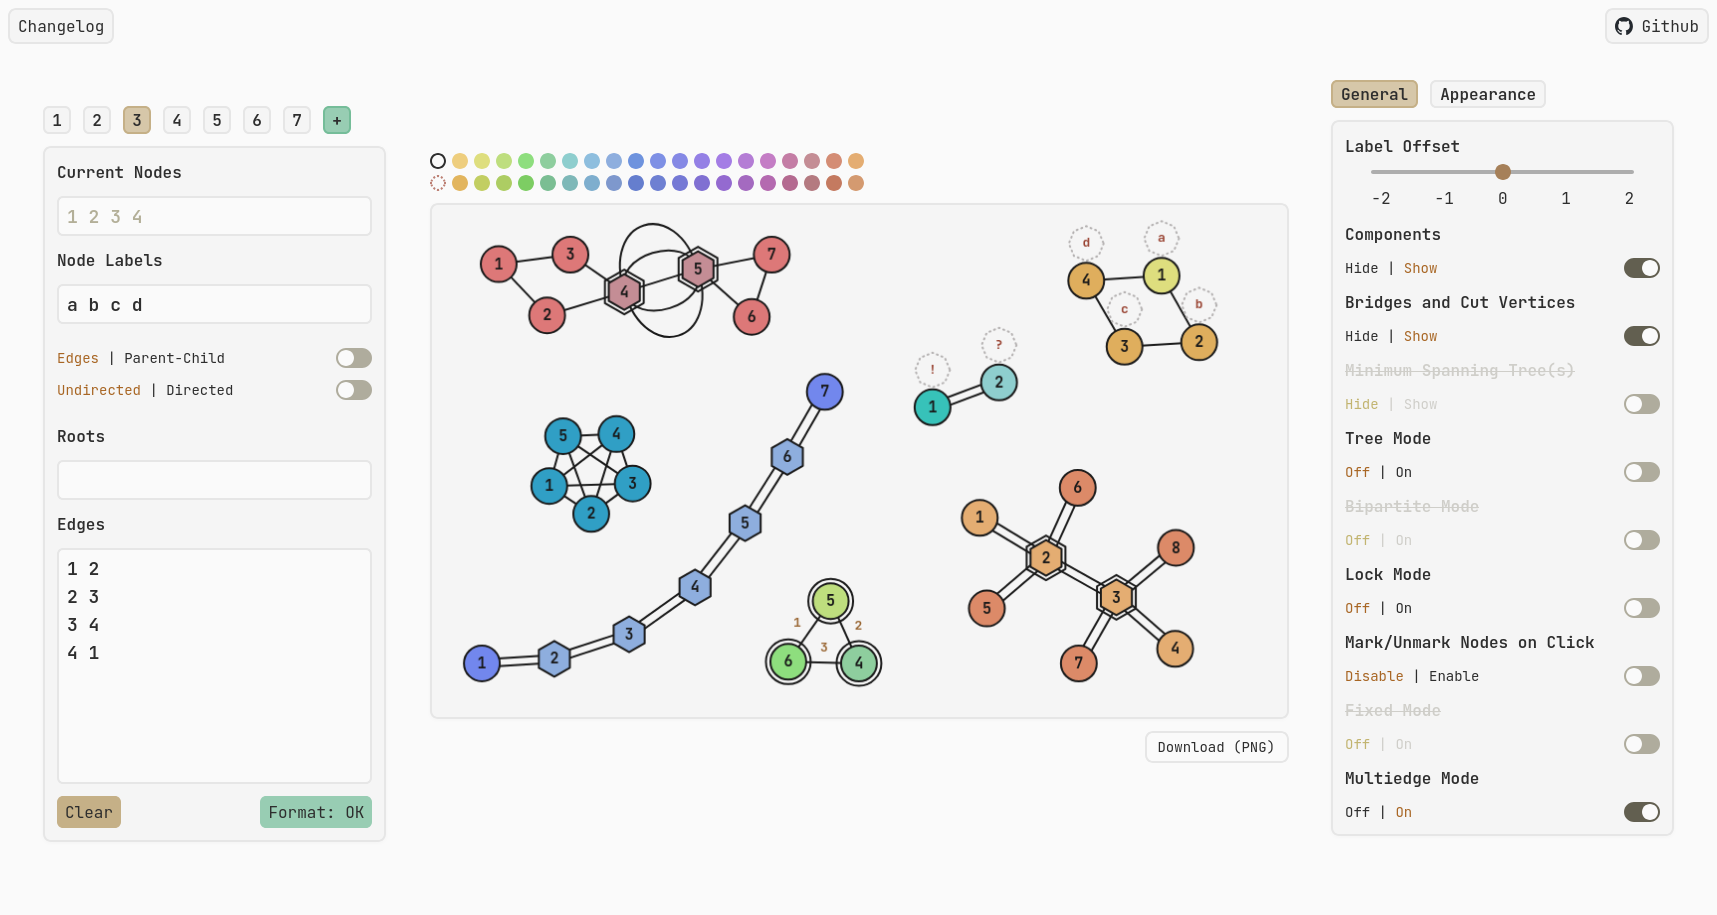 Changelog
Github
1 2 3 4 5 6 7 +
Current Nodes
1 2 3 4
Node Labels
a b c d
Edges | Parent-Child
Undirected | Directed
Roots
Edges
1 2
2 3
3 4
4 1
Clear
Format: OK
1
3
2
4
5
7
6
d
a
4
1
c
b
3
2
!
?
1
2
5
4
1
3
2
7
6
5
4
3
2
1
5
1
2
3
6
4
6
1
8
2
3
5
4
7
Download (PNG)
General
Appearance
Label Offset
-2 -1 0 1 2
Components
Hide | Show
Bridges and Cut Vertices
Hide | Show
Minimum Spanning Tree(s)
Hide | Show
Tree Mode
Off | On
Bipartite Mode
Off | On
Lock Mode
Off | On
Mark/Unmark Nodes on Click
Disable | Enable
Fixed Mode
Off | On
Multiedge Mode
Off | On